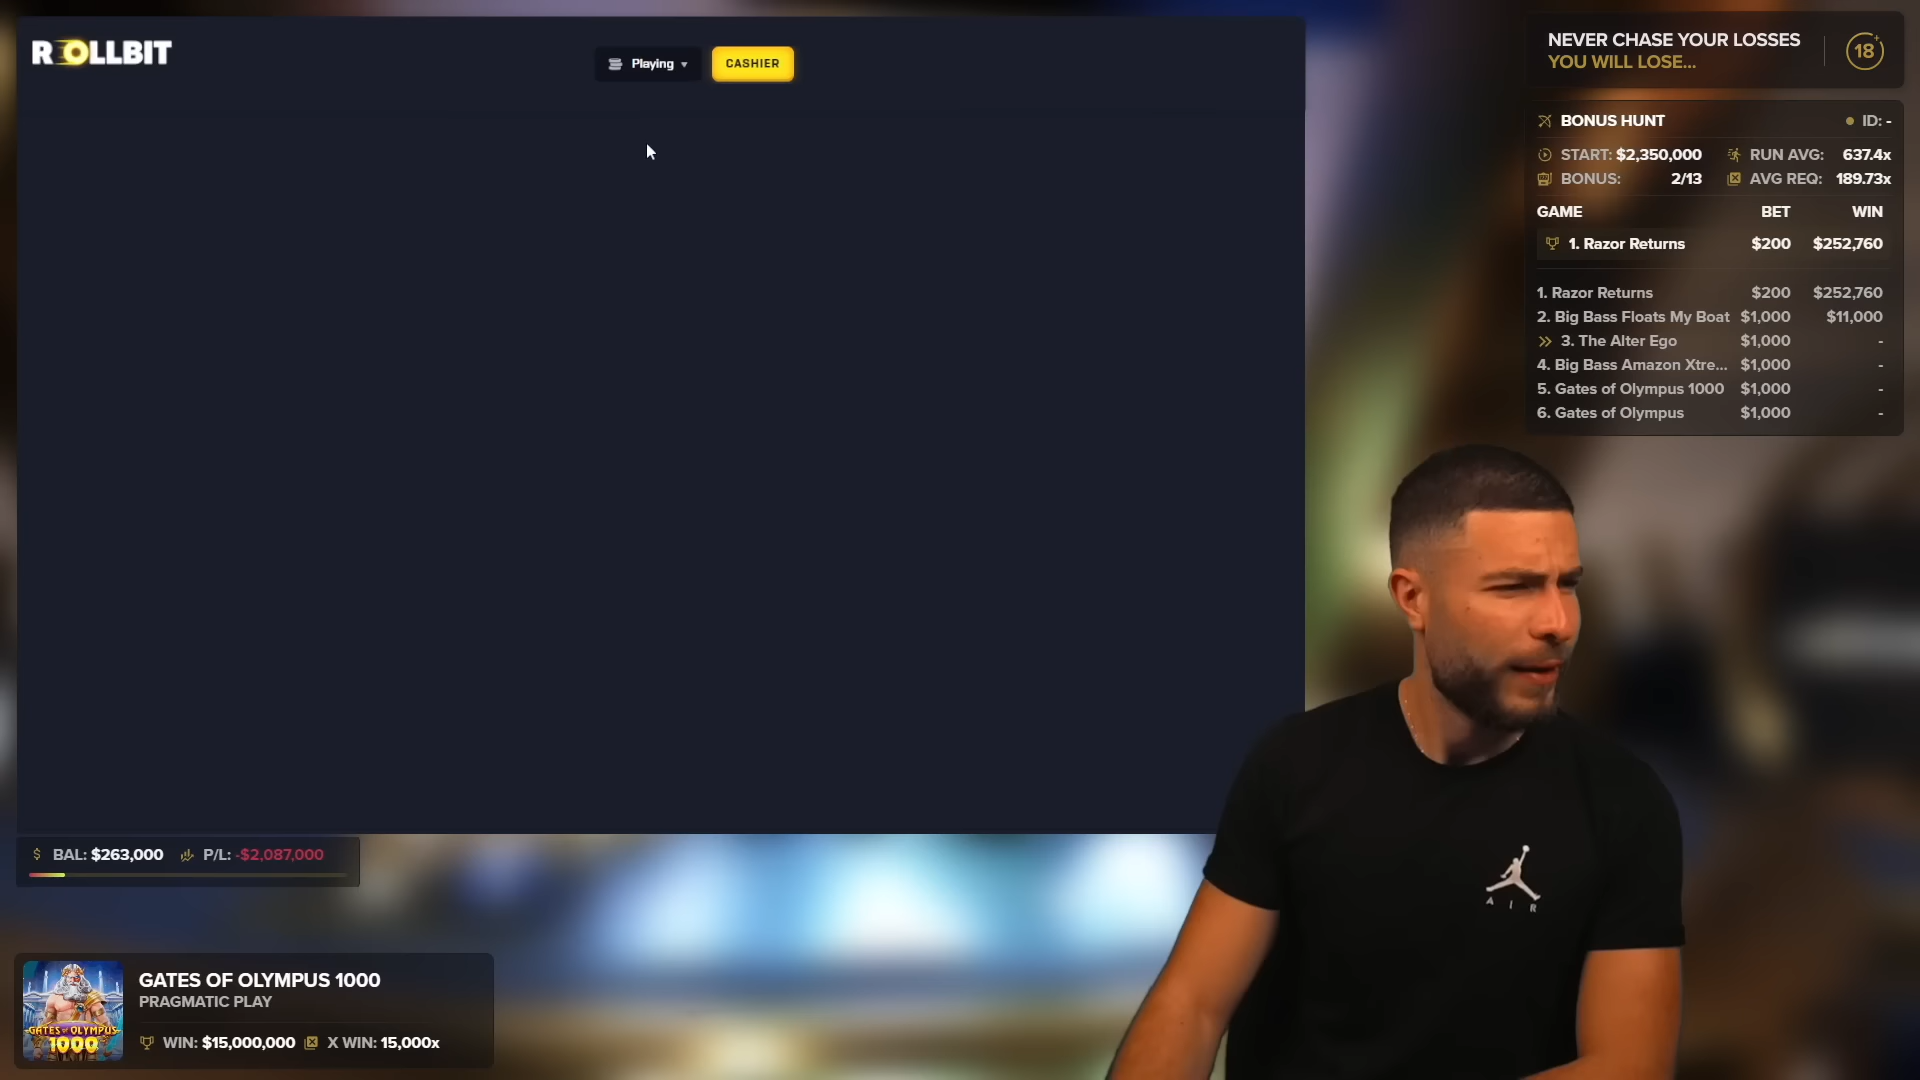 ROLLBIT
Playing
CASHIER
NEVER CHASE YOUR LOSSES
YOU WILL LOSE...
18+
BONUS HUNT
ID: -
START: $2,350,000
RUN AVG: 637.4x
BONUS: 2/13
AVG REQ: 189.73x
GAME BET WIN
1. Razor Returns $200 $252,760
1. Razor Returns $200 $252,760
2. Big Bass Floats My Boat $1,000 $11,000
3. The Alter Ego $1,000 -
4. Big Bass Amazon Xtre... $1,000 -
5. Gates of Olympus 1000 $1,000 -
6. Gates of Olympus $1,000 -
BAL: $263,000 P/L: -$2,087,000
GATES OF OLYMPUS 1000
PRAGMATIC PLAY
WIN: $15,000,000 X WIN: 15,000x
GATES OF OLYMPUS
1000
AIR